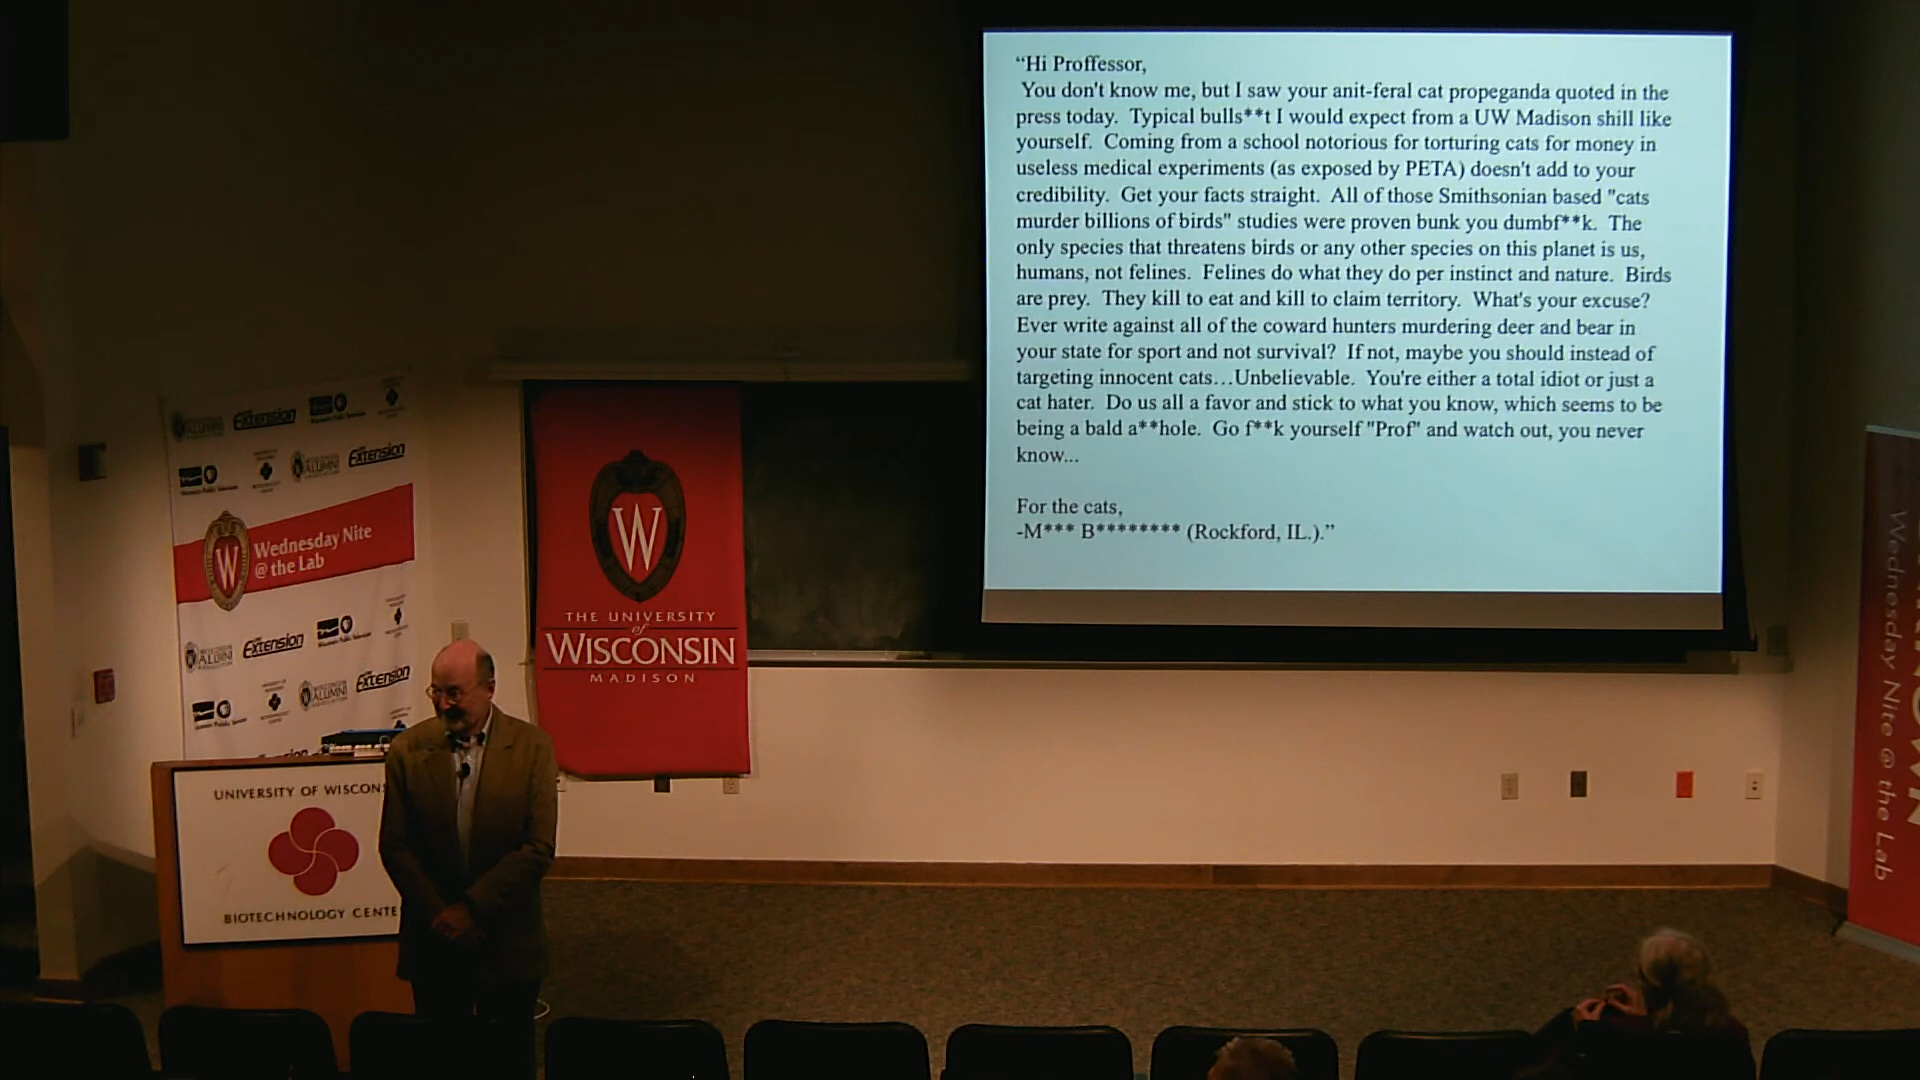 “Hi Proffessor,
You don't know me, but I saw your anit-feral cat propeganda quoted in the
press today. Typical bulls**t I would expect from a UW Madison shill like
yourself. Coming from a school notorious for torturing cats for money in
useless medical experiments (as exposed by PETA) doesn't add to your
credibility. Get your facts straight. All of those Smithsonian based "cats
murder billions of birds" studies were proven bunk you dumbf**k. The
only species that threatens birds or any other species on this planet is us,
humans, not felines. Felines do what they do per instinct and nature. Birds
are prey. They kill to eat and kill to claim territory. What's your excuse?
Ever write against all of the coward hunters murdering deer and bear in
your state for sport and not survival? If not, maybe you should instead of
targeting innocent cats…Unbelievable. You're either a total idiot or just a
cat hater. Do us all a favor and stick to what you know, which seems to be
being a bald a**hole. Go f**k yourself "Prof" and watch out, you never
know...
For the cats,
-M*** B******** (Rockford, IL.).”
Extension
ALUMNI
Extension
Wednesday Nite
@ the Lab
W
ALUMNI
Extension
ALUMNI
Extension
W
THE UNIVERSITY
of
WISCONSIN
MADISON
UNIVERSITY OF WISCON
BIOTECHNOLOGY CENTE
Wednesday Nite @ the Lab